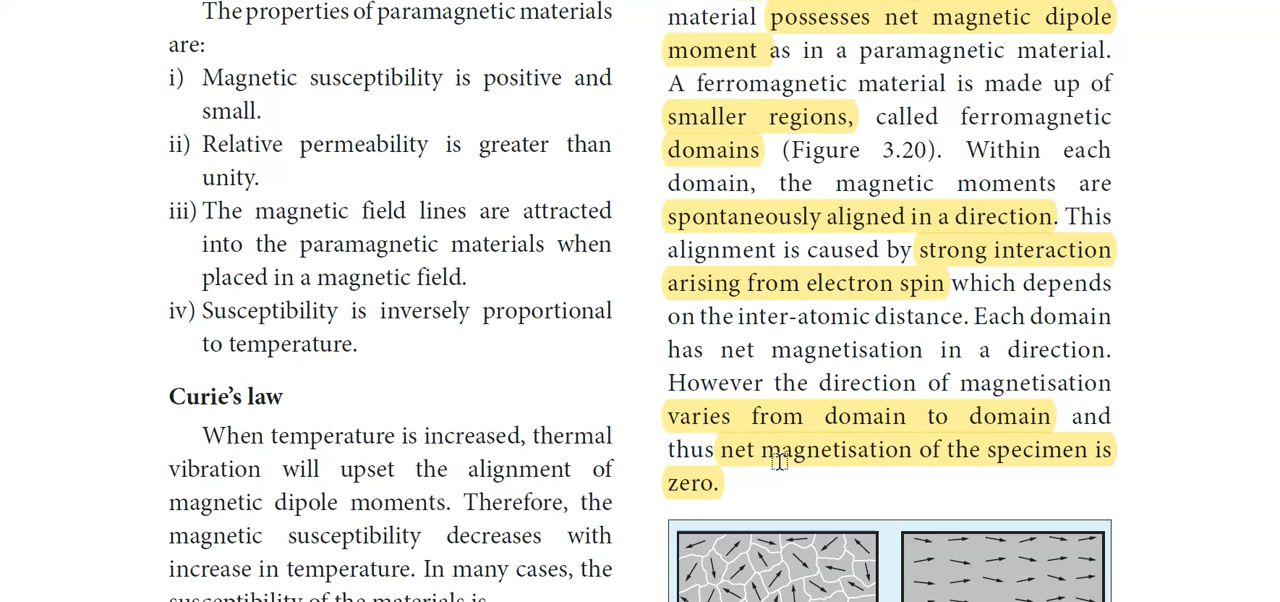 The properties of paramagnetic materials
are:
i) Magnetic susceptibility is positive and
small.
ii) Relative permeability is greater than
unity.
iii) The magnetic field lines are attracted
into the paramagnetic materials when
placed in a magnetic field.
iv) Susceptibility is inversely proportional
to temperature.
Curie's law
When temperature is increased, thermal
vibration will upset the alignment of
magnetic dipole moments. Therefore, the
magnetic susceptibility decreases with
increase in temperature. In many cases, the
susceptibility of the materials is
material possesses net magnetic dipole
moment as in a paramagnetic material.
A ferromagnetic material is made up of
smaller regions, called ferromagnetic
domains (Figure 3.20). Within each
domain, the magnetic moments are
spontaneously aligned in a direction. This
alignment is caused by strong interaction
arising from electron spin which depends
on the inter-atomic distance. Each domain
has net magnetisation in a direction.
However the direction of magnetisation
varies from domain to domain and
thus net magnetisation of the specimen is
zero.